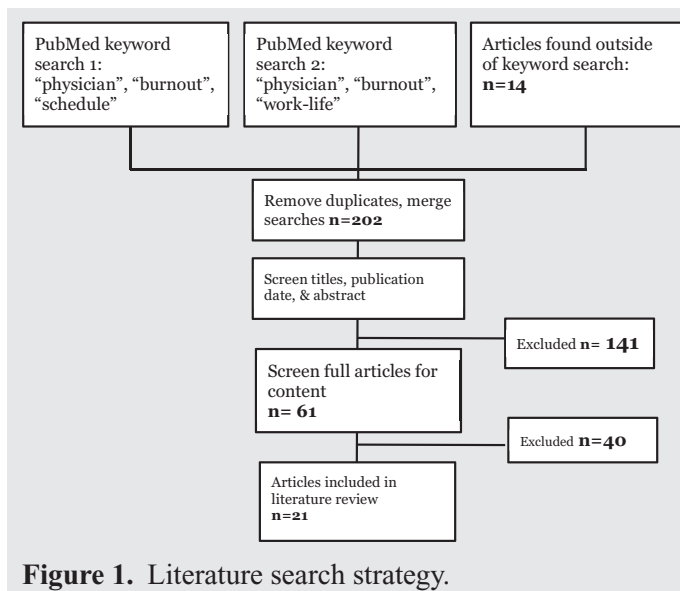 PubMed keyword
search 1:
“physician”, “burnout”,
“schedule”
PubMed keyword
search 2:
“physician”, “burnout”,
“work-life”
Articles found outside
of keyword search:
n=14
Remove duplicates, merge
searches n=202
Screen titles, publication
date, & abstract
Excluded n= 141
Screen full articles for
content
n= 61
Excluded n=40
Articles included in
literature review
n=21
Figure 1. Literature search strategy.